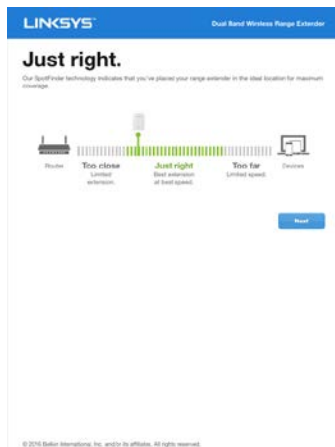 LINKSYS™
Dual Band Wireless Range Extender
Just right.
Our SpotFinder technology indicates that you've placed your range extender in the ideal location for maximum
coverage.
Router
Too close
Limited
extension.
Just right
Best extension
at best speed.
Too far
Limited speed.
Devices
Next
© 2016 Belkin International, Inc. and/or its affiliates. All rights reserved.